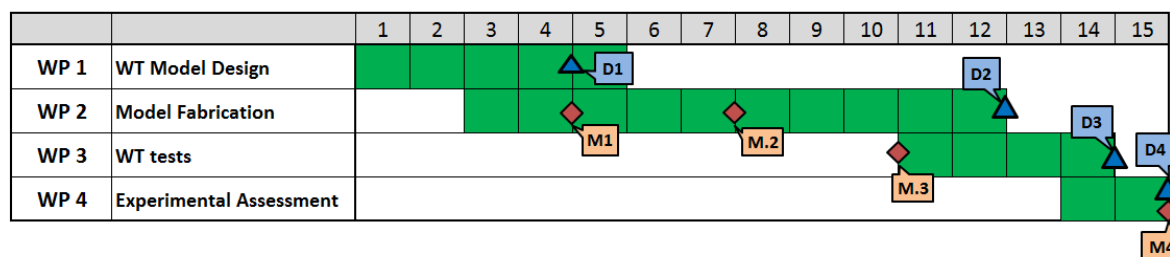 1 2 3 4 5 6 7 8 9 10 11 12 13 14 15
WP 1 WT Model Design D1 D2
WP 2 Model Fabrication M1 M.2 D3
WP 3 WT tests M.3 D4
WP 4 Experimental Assessment M4